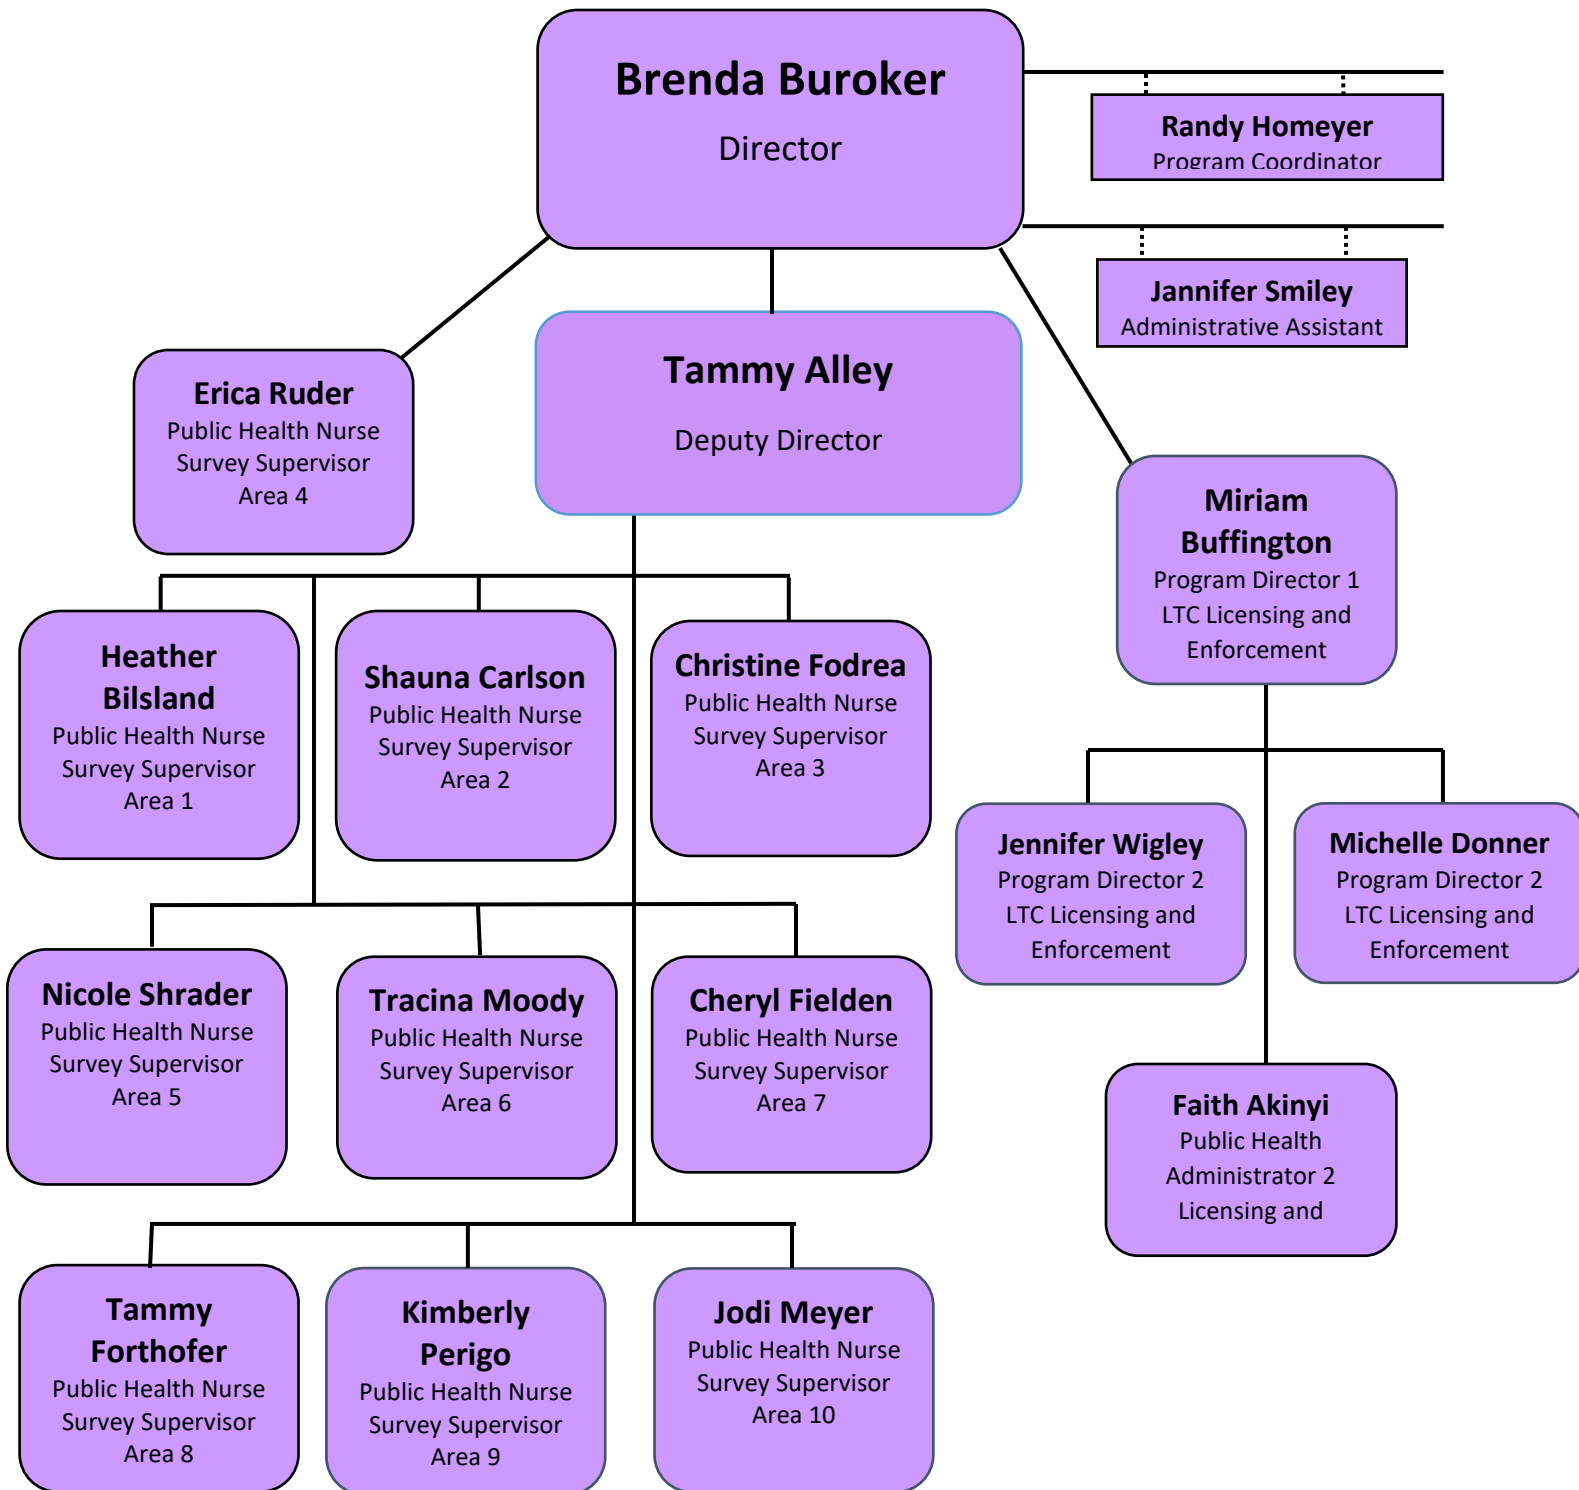 Brenda Buroker
Director
Randy Homeyer
Program Coordinator
Jannifer Smiley
Administrative Assistant
Erica Ruder
Public Health Nurse
Survey Supervisor
Area 4
Tammy Alley
Deputy Director
Miriam
Buffington
Program Director 1
LTC Licensing and
Enforcement
Heather
Bilsland
Public Health Nurse
Survey Supervisor
Area 1
Shauna Carlson
Public Health Nurse
Survey Supervisor
Area 2
Christine Fodrea
Public Health Nurse
Survey Supervisor
Area 3
Jennifer Wigley
Program Director 2
LTC Licensing and
Enforcement
Michelle Donner
Program Director 2
LTC Licensing and
Enforcement
Nicole Shrader
Public Health Nurse
Survey Supervisor
Area 5
Tracina Moody
Public Health Nurse
Survey Supervisor
Area 6
Cheryl Fielden
Public Health Nurse
Survey Supervisor
Area 7
Faith Akinyi
Public Health
Administrator 2
Licensing and
Tammy
Forthofer
Public Health Nurse
Survey Supervisor
Area 8
Kimberly
Perigo
Public Health Nurse
Survey Supervisor
Area 9
Jodi Meyer
Public Health Nurse
Survey Supervisor
Area 10